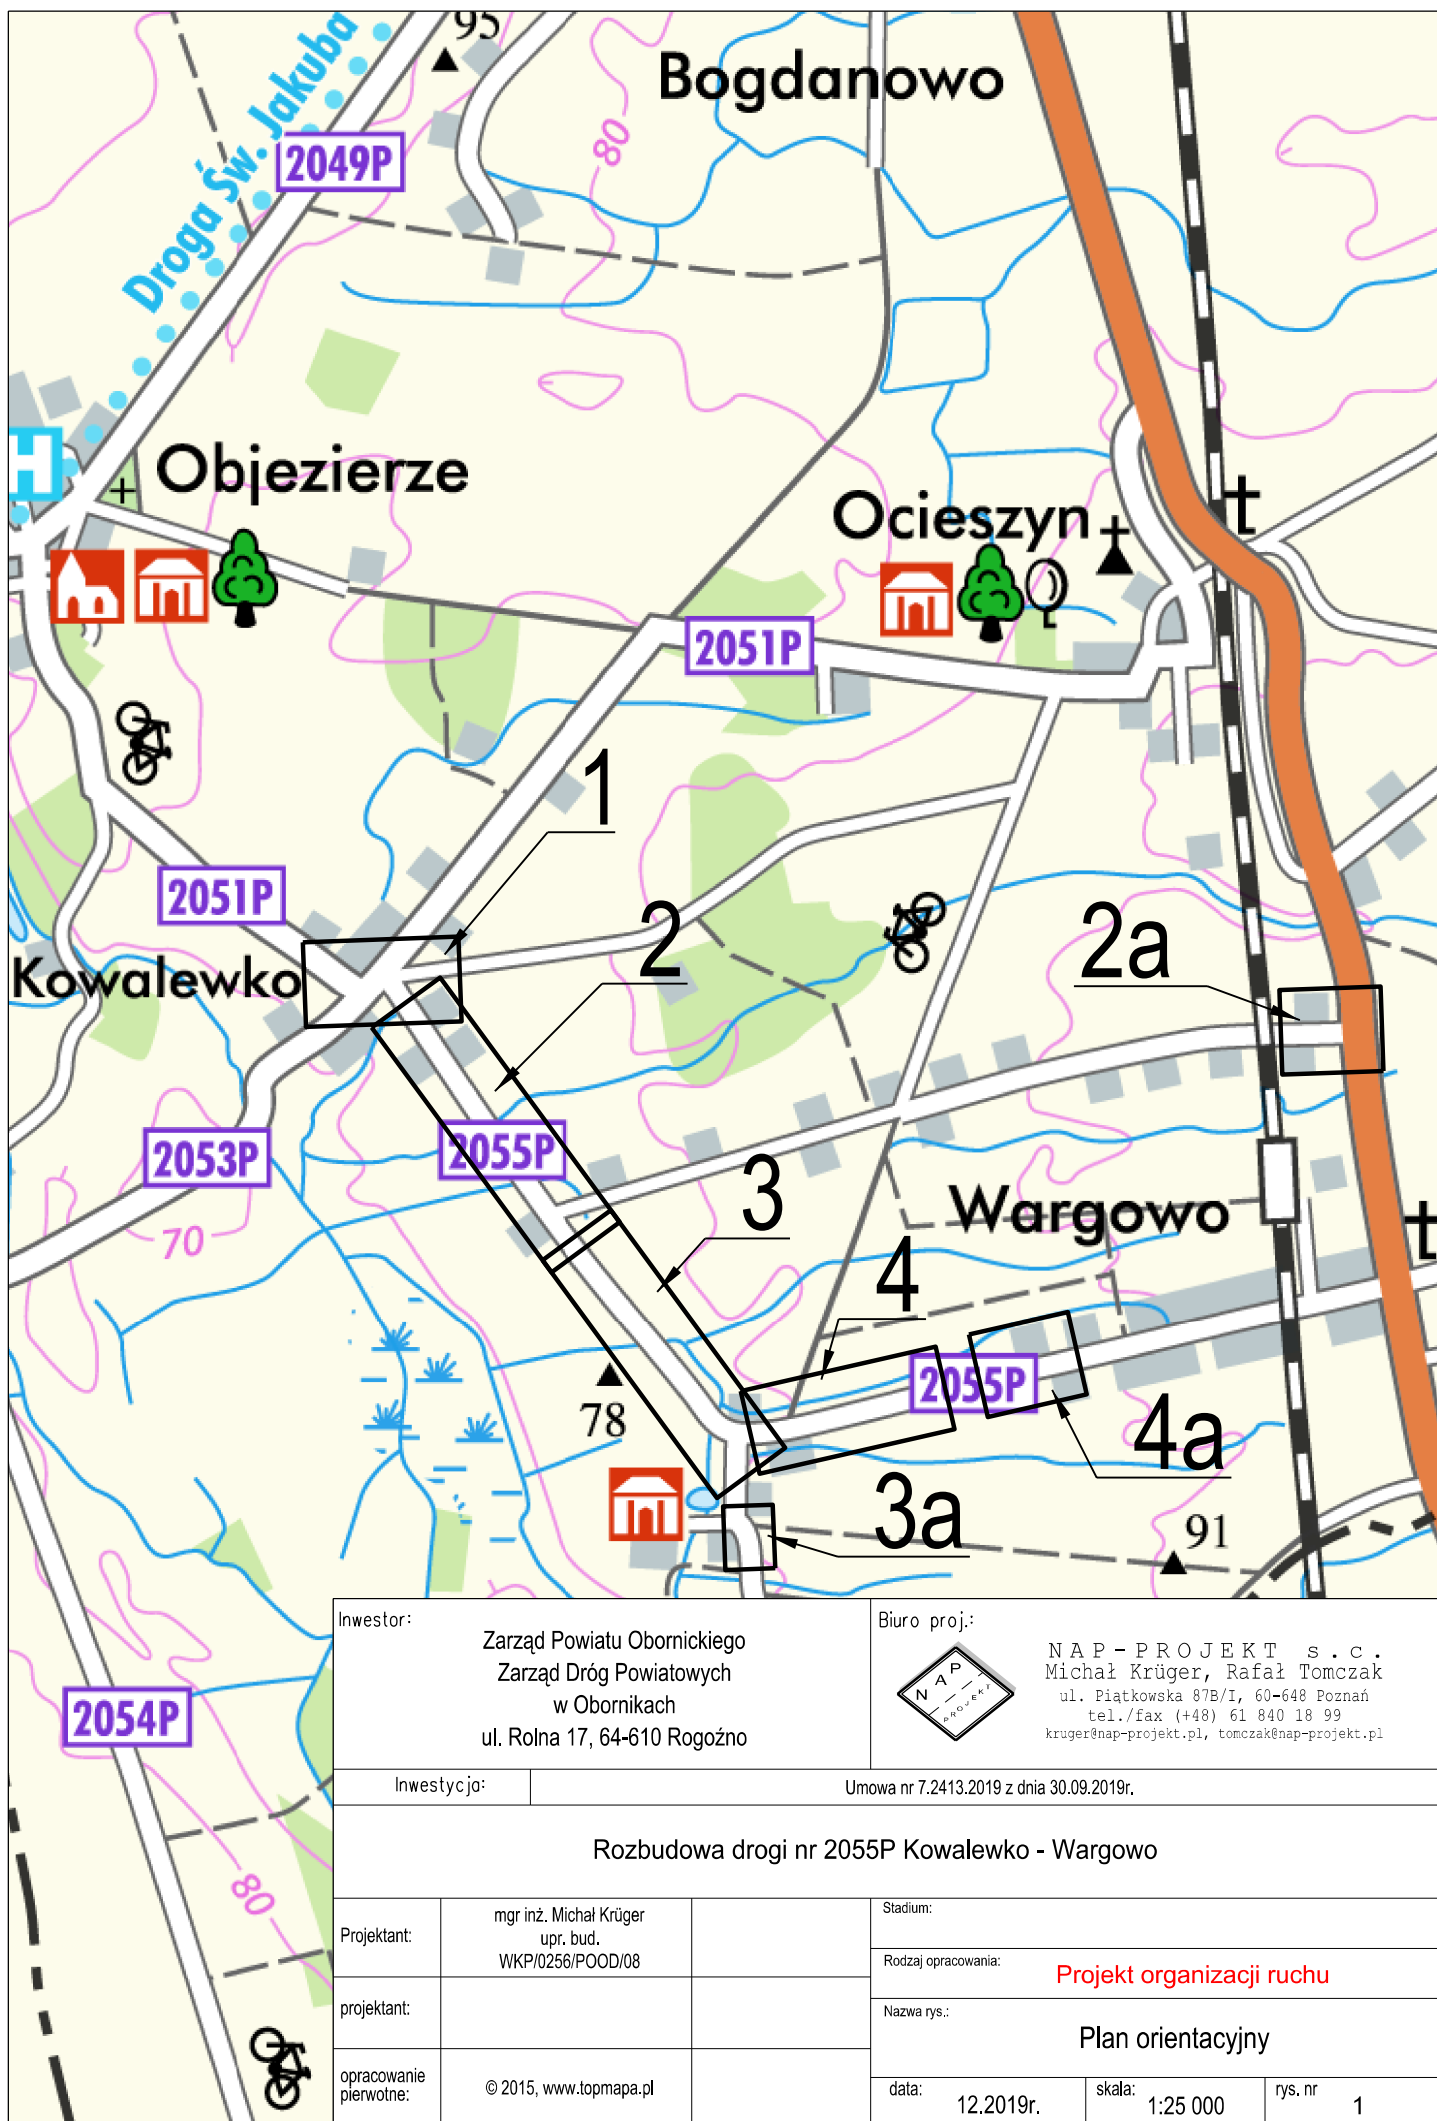 95
Bogdanowo
Droga Św. Jakuba
2049P
80
Objezierze
H
Ocieszyn
2051P
1
2051P
2
2a
Kowalewko
2055P
2053P
3
Wargowo
70
4
2055P
78
4a
3a
91
Inwestor:
Zarząd Powiatu Obornickiego
Zarząd Dróg Powiatowych
w Obornikach
ul. Rolna 17, 64-610 Rogoźno
Biuro proj.:
NAP
PROJEKT
NAP-PROJEKT s.c.
Michał Krüger, Rafał Tomczak
ul. Piątkowska 87B/I, 60-648 Poznań
tel./fax (+48) 61 840 18 99
kruger@nap-projekt.pl, tomczak@nap-projekt.pl
2054P
Inwestycja:
Umowa nr 7.2413.2019 z dnia 30.09.2019r.
Rozbudowa drogi nr 2055P Kowalewko - Wargowo
80
Projektant:
mgr inż. Michał Krüger
upr. bud.
WKP/0256/POOD/08
Stadium:
Rodzaj opracowania:
Projekt organizacji ruchu
projektant:
Nazwa rys.:
Plan orientacyjny
opracowanie
pierwotne:
© 2015, www.topmapa.pl
data:
12.2019r.
skala:
1:25 000
rys. nr
1